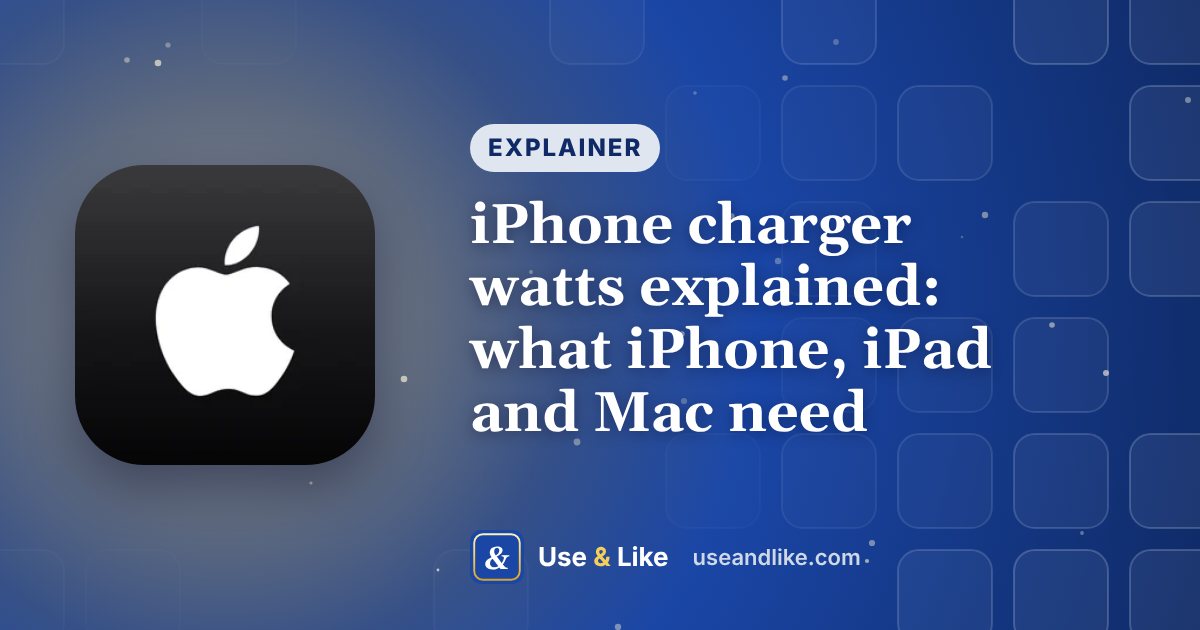 EXPLAINER
iPhone charger
watts explained:
what iPhone, iPad
and Mac need
& Use & Like useandlike.com